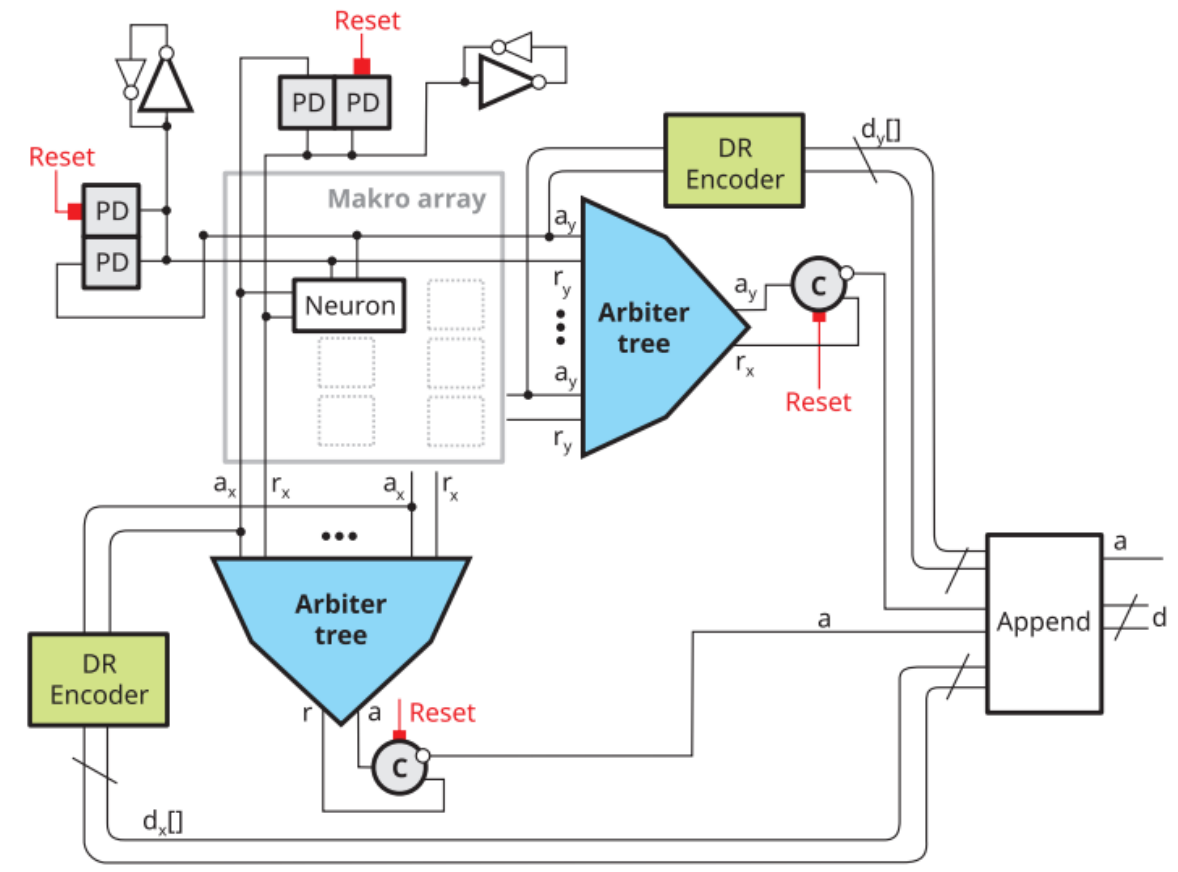 Reset
PD PD
Reset
PD
PD
Makro array
Neuron
DR
Encoder
d_y[]
a_y
r_y
a_y
r_y
Arbiter
tree
a_y
r_x
C
Reset
a_x
r_x
a_x
r_x
Arbiter
tree
DR
Encoder
r
a
Reset
C
a
Append
a
d
d_x[]